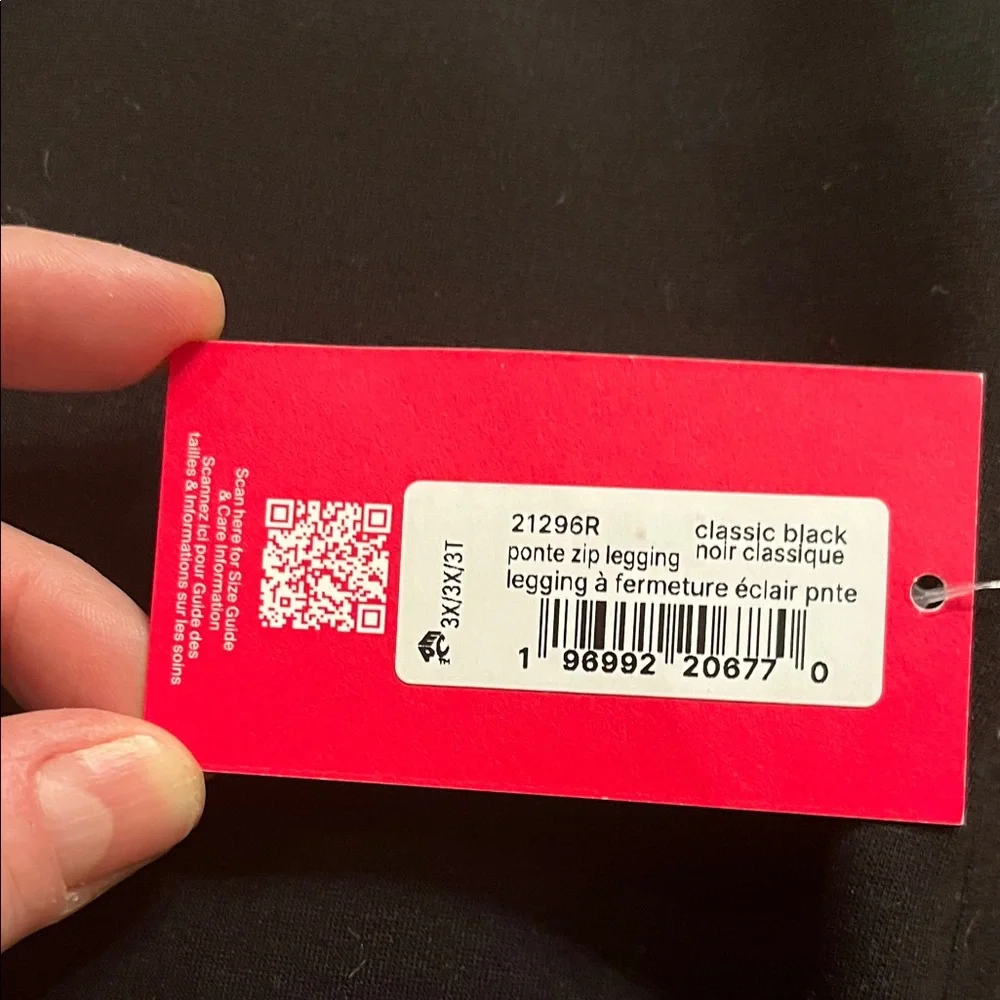 Scan here for Size Guide
& Care Information
Scannez ici pour Guide des
tailles & Informations sur les soins
3X/3X/3T
EPC
21296R
classic black
ponte zip legging
noir classique
legging à fermeture éclair pnte
1 96992 20677 0